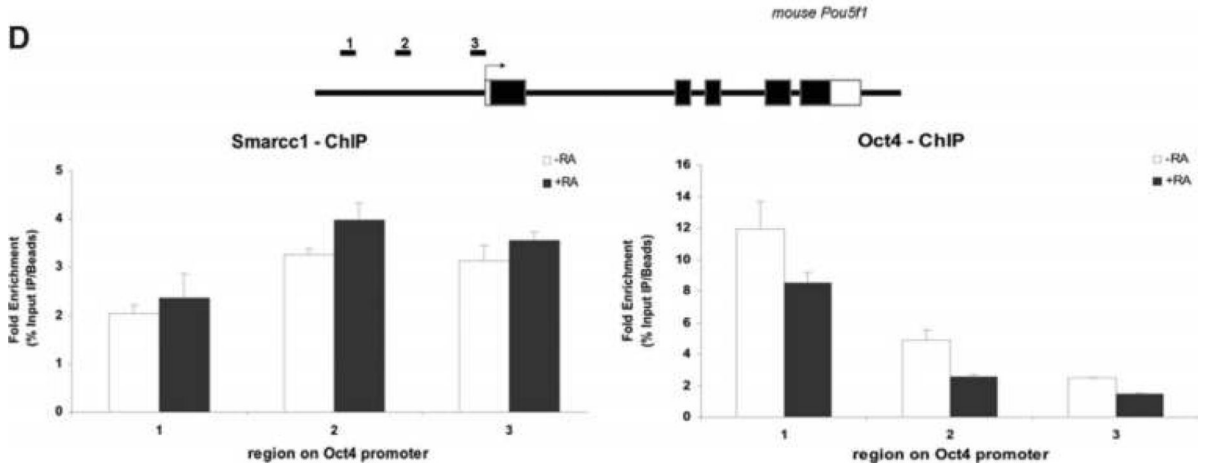 mouse Pou5f1
D
1 2 3
Smarcc1 - ChIP
-RA
+RA
Fold Enrichment
(% Input IP/Beads)
5
4
3
2
1
0
1 2 3
region on Oct4 promoter
Oct4 - ChIP
-RA
+RA
Fold Enrichment
(% Input IP/Beads)
16
14
12
10
8
6
4
2
0
1 2 3
region on Oct4 promoter